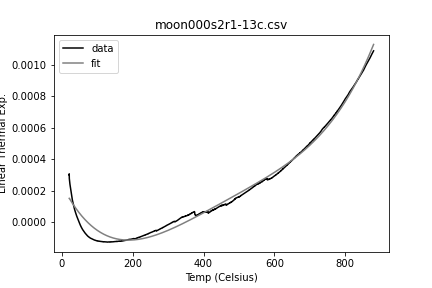 moon000s2r1-13c.csv
data
fit
0.0010
0.0008
0.0006
0.0004
0.0002
0.0000
Linear Thermal Exp.
0 200 400 600 800
Temp (Celsius)